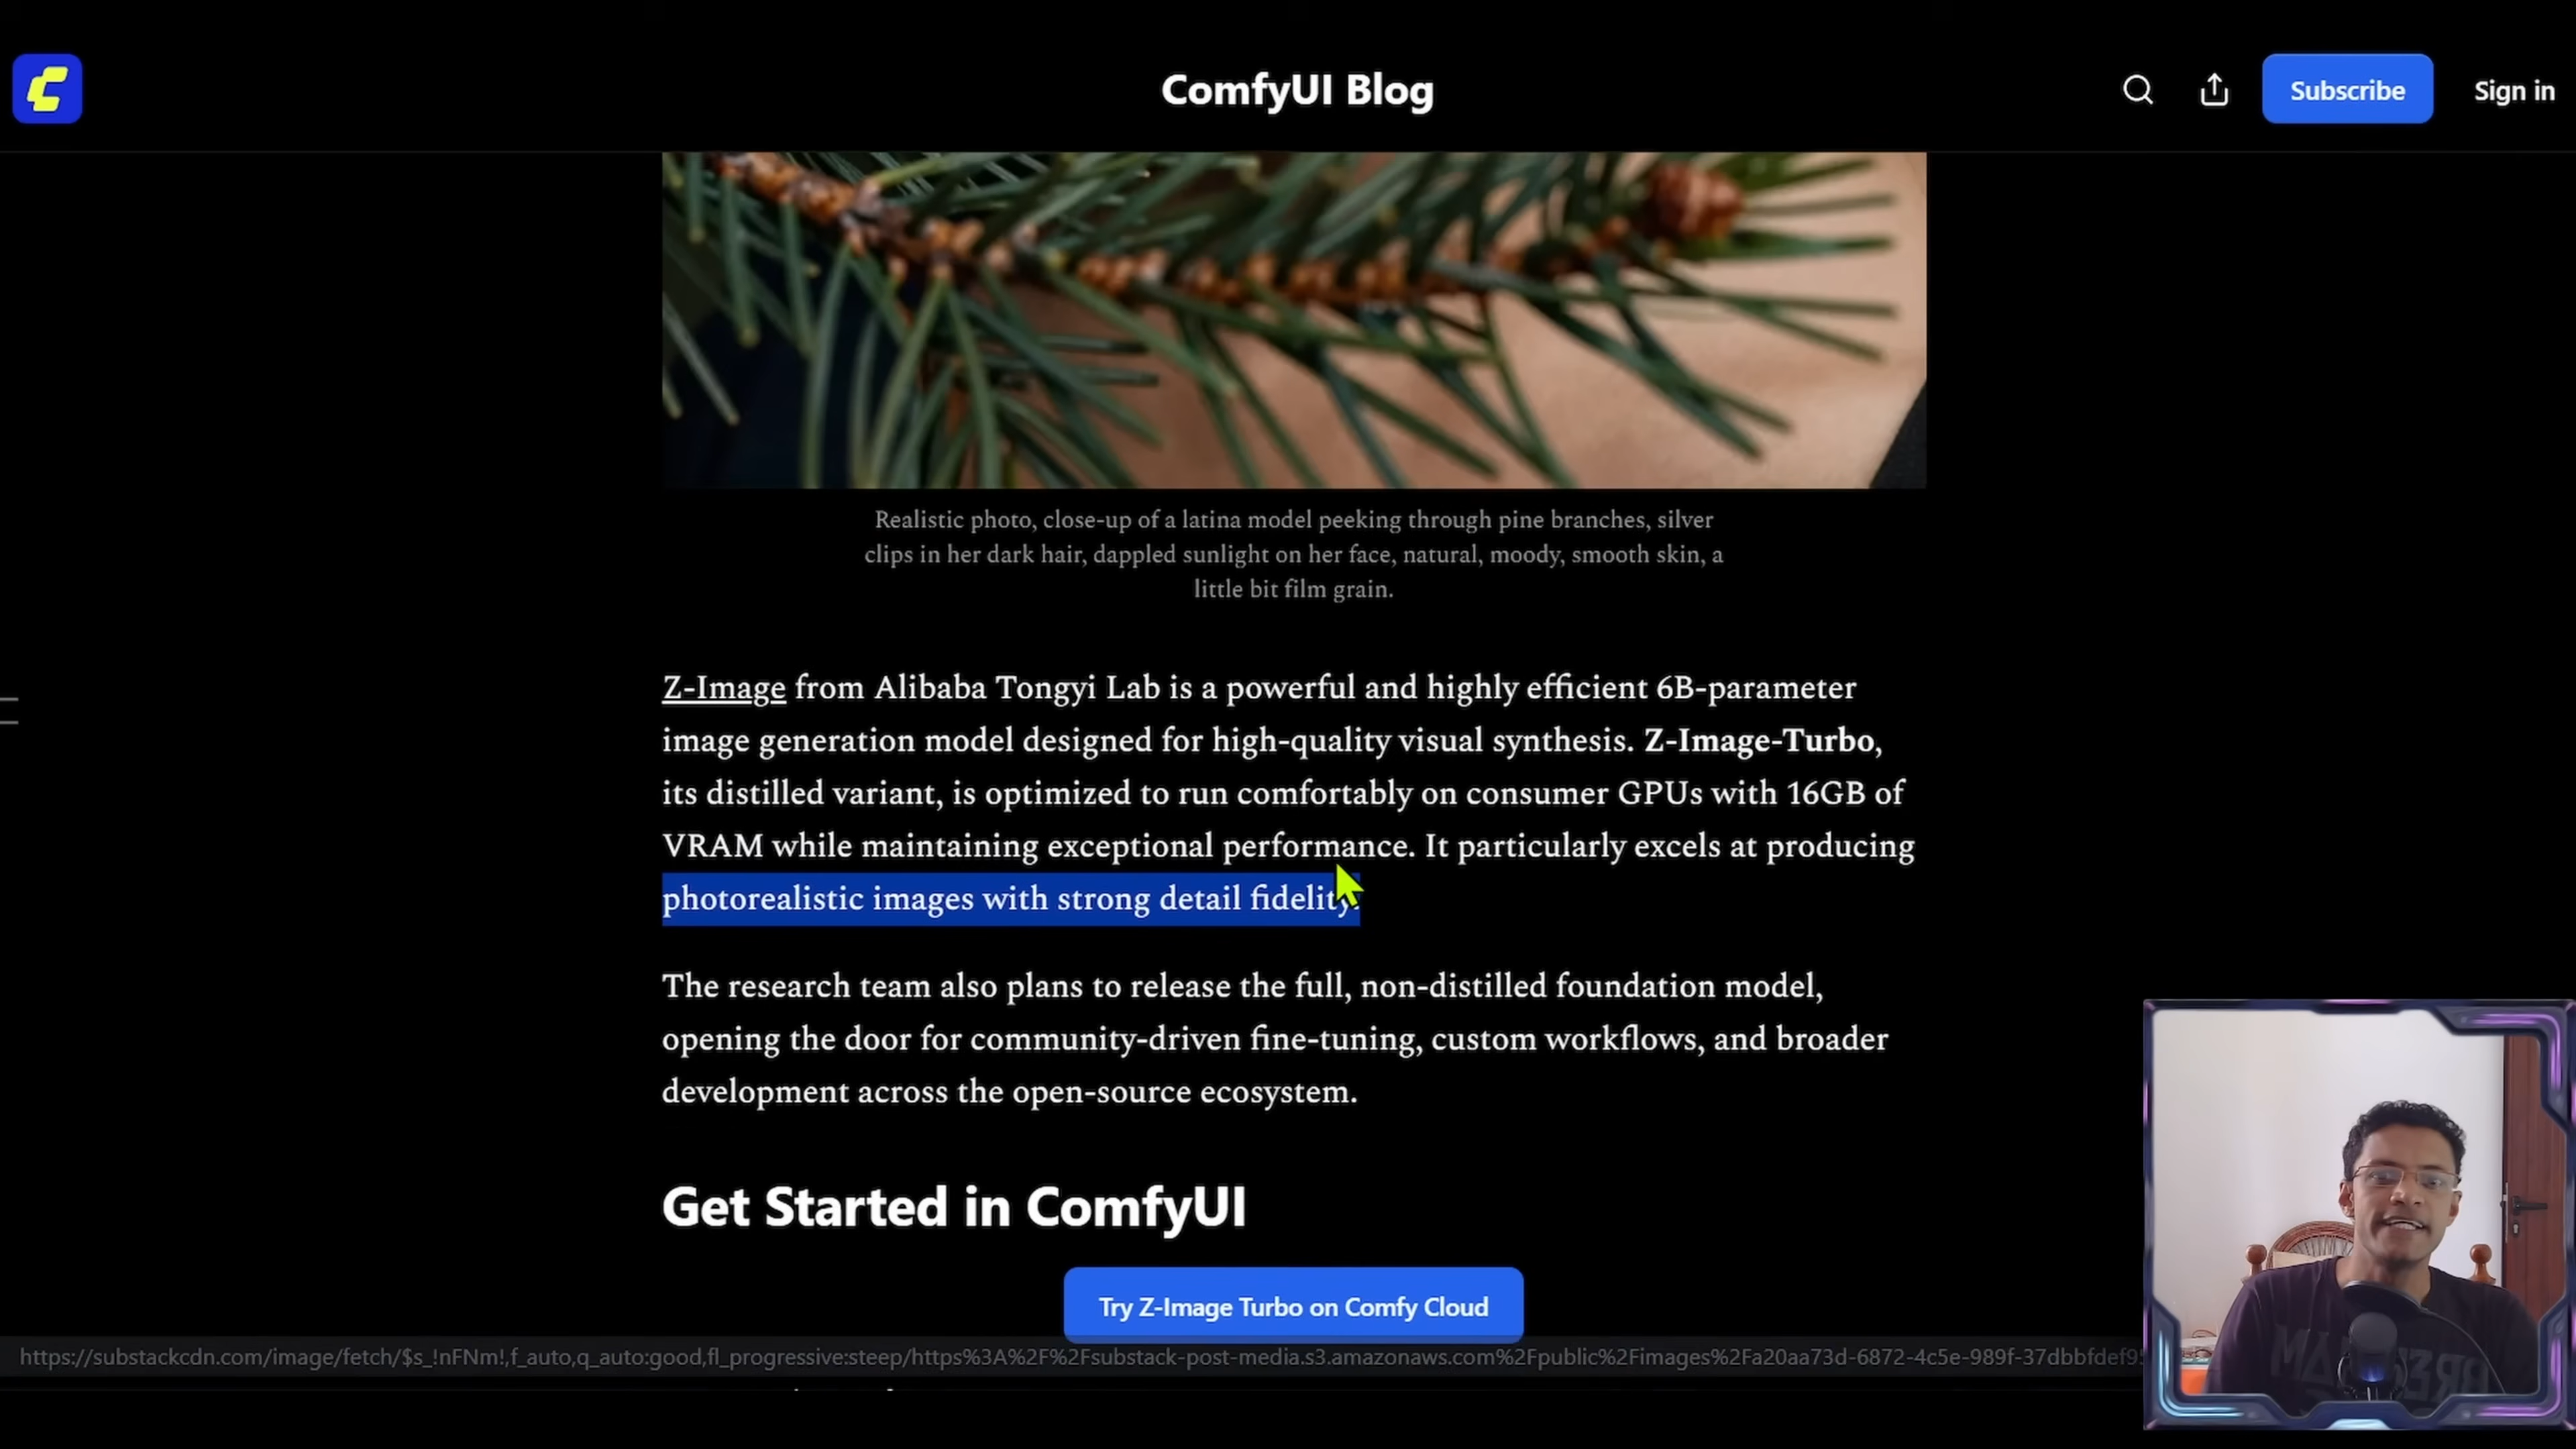 ComfyUI Blog
Subscribe
Sign in
Realistic photo, close-up of a latina model peeking through pine branches, silver
clips in her dark hair, dappled sunlight on her face, natural, moody, smooth skin, a
little bit film grain.
Z-Image from Alibaba Tongyi Lab is a powerful and highly efficient 6B-parameter
image generation model designed for high-quality visual synthesis. Z-Image-Turbo,
its distilled variant, is optimized to run comfortably on consumer GPUs with 16GB of
VRAM while maintaining exceptional performance. It particularly excels at producing
photorealistic images with strong detail fidelity.
The research team also plans to release the full, non-distilled foundation model,
opening the door for community-driven fine-tuning, custom workflows, and broader
development across the open-source ecosystem.
Get Started in ComfyUI
Try Z-Image Turbo on Comfy Cloud
https://substackcdn.com/image/fetch/$s_!nFNm!,f_auto,q_auto:good,fl_progressive:steep/https%3A%2F%2Fsubstack-post-media.s3.amazonaws.com%2Fpublic%2Fimages%2Fa20aa73d-6872-4c5e-989f-37dbbfdef9